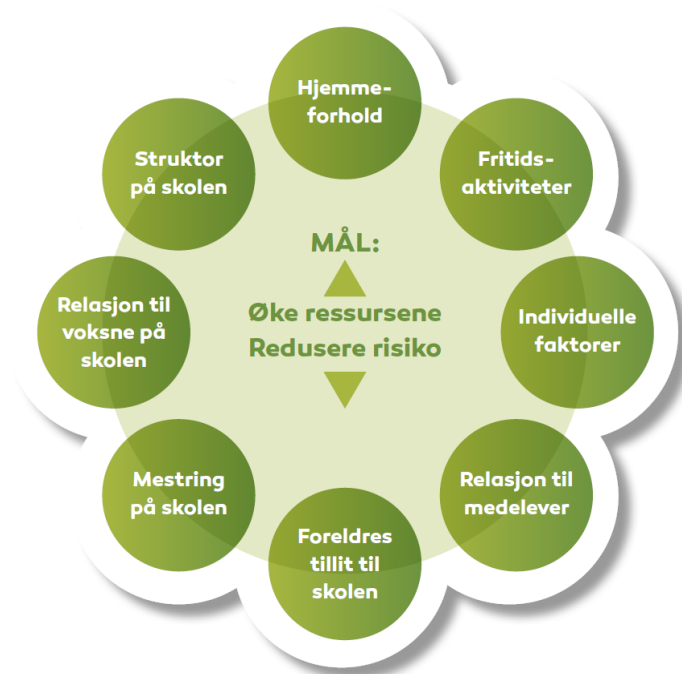 Hjemme-
forhold
Fritids-
aktiviteter
Individuelle
faktorer
Relasjon til
medelever
Foreldres
tillit til
skolen
Mestring
på skolen
Relasjon til
voksne på
skolen
Struktor
på skolen
MÅL:
Øke ressursene
Redusere risiko